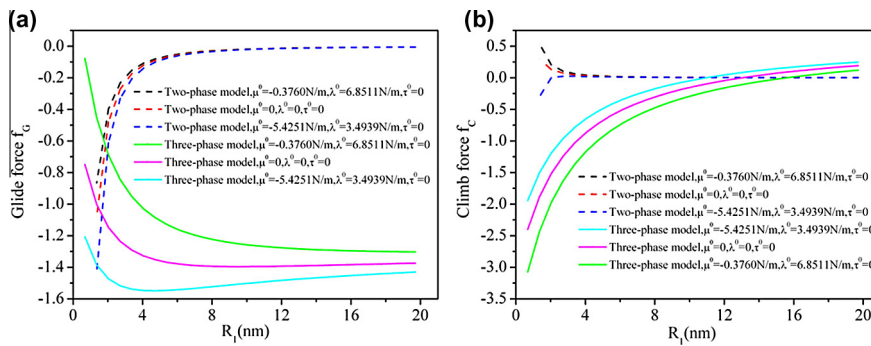 (a)
0.0
-0.2
-0.4
-0.6
-0.8
-1.0
-1.2
-1.4
-1.6
Glide force f_G
Two-phase model,μ⁰=-0.3760N/m,λ⁰=6.8511N/m,τ⁰=0
Two-phase model,μ⁰=0,λ⁰=0,τ⁰=0
Two-phase model,μ⁰=-5.4251N/m,λ⁰=3.4939N/m,τ⁰=0
Three-phase model,μ⁰=-0.3760N/m,λ⁰=6.8511N/m,τ⁰=0
Three-phase model,μ⁰=0,λ⁰=0,τ⁰=0
Three-phase model,μ⁰=-5.4251N/m,λ⁰=3.4939N/m,τ⁰=0
0 4 8 12 16 20
R_I(nm)
(b)
0.5
0.0
-0.5
-1.0
-1.5
-2.0
-2.5
-3.0
-3.5
Climb force f_C
Two-phase model,μ⁰=-0.3760N/m,λ⁰=6.8511N/m,τ⁰=0
Two-phase model,μ⁰=0,λ⁰=0,τ⁰=0
Two-phase model,μ⁰=-5.4251N/m,λ⁰=3.4939N/m,τ⁰=0
Three-phase model,μ⁰=-5.4251N/m,λ⁰=3.4939N/m,τ⁰=0
Three-phase model,μ⁰=0,λ⁰=0,τ⁰=0
Three-phase model,μ⁰=-0.3760N/m,λ⁰=6.8511N/m,τ⁰=0
0 4 8 12 16 20
R_I(nm)